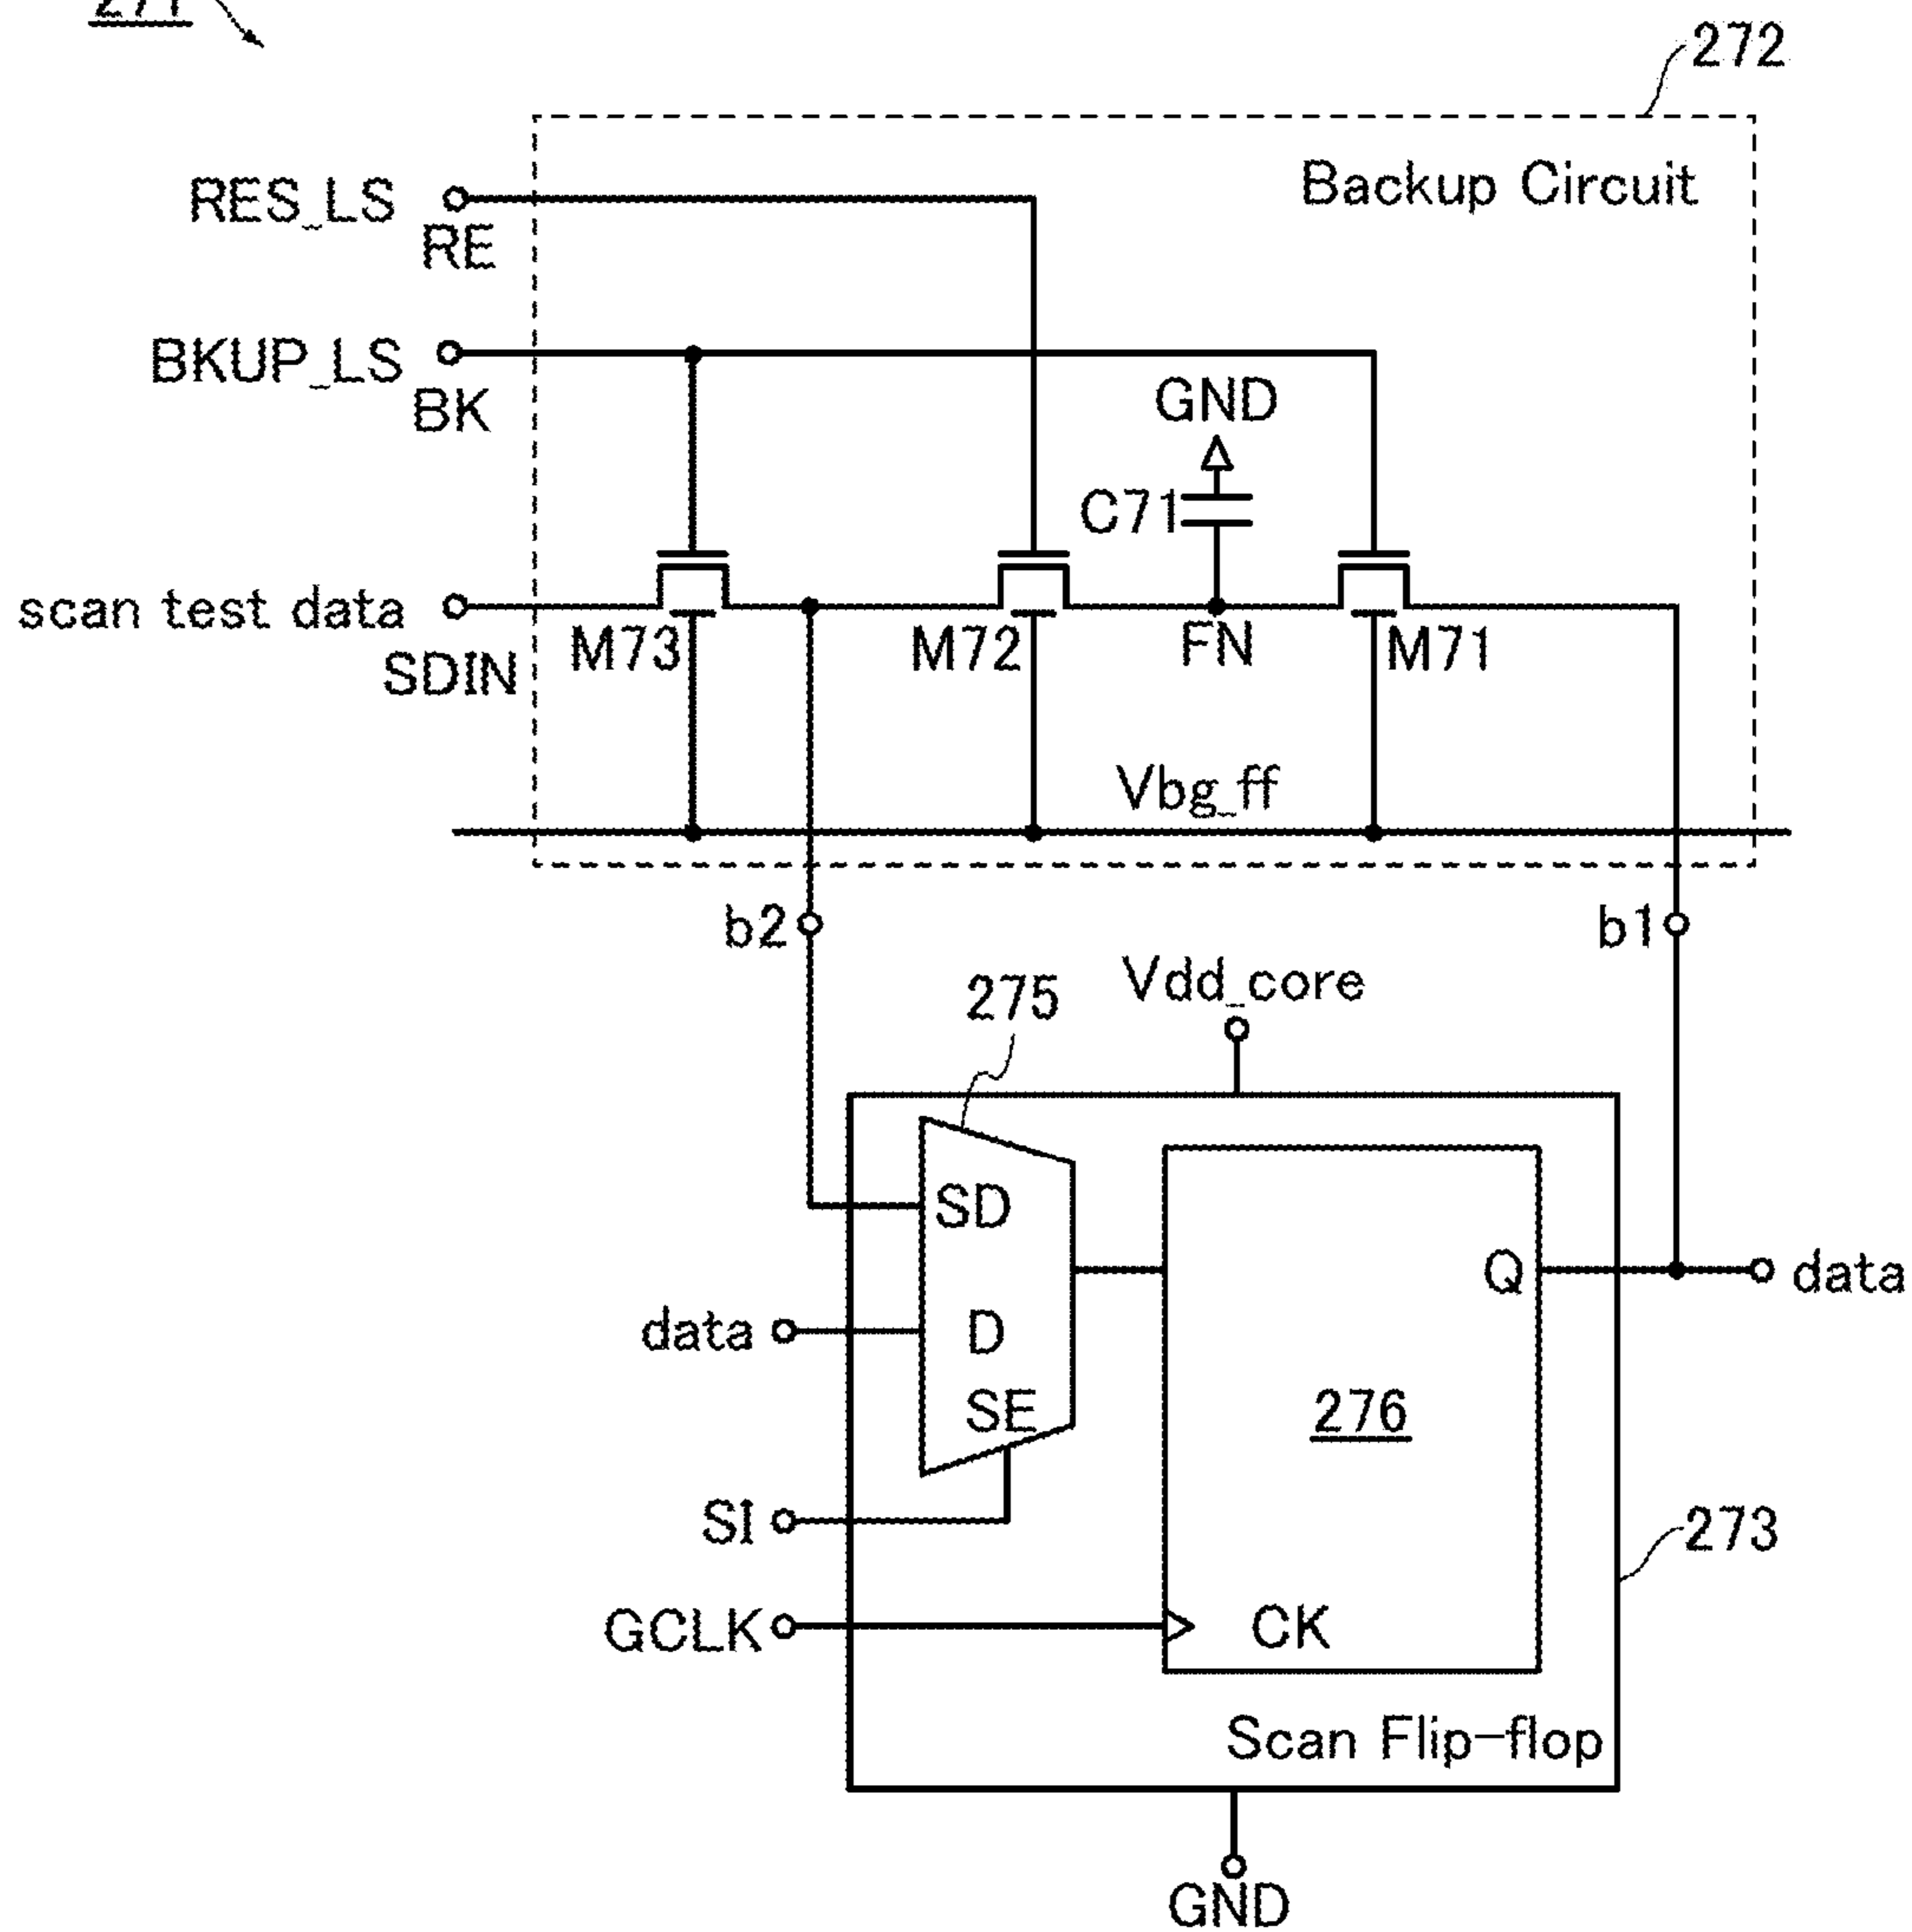 272
Backup Circuit
RES_LS
RE
BKUP_LS
BK
GND
C71
scan test data
SDIN
M73
M72
FN
M71
Vbg_ff
b2
b1
Vdd_core
275
SD
Q
data
data
D
SE
276
SI
273
GCLK
CK
Scan Flip-flop
GND